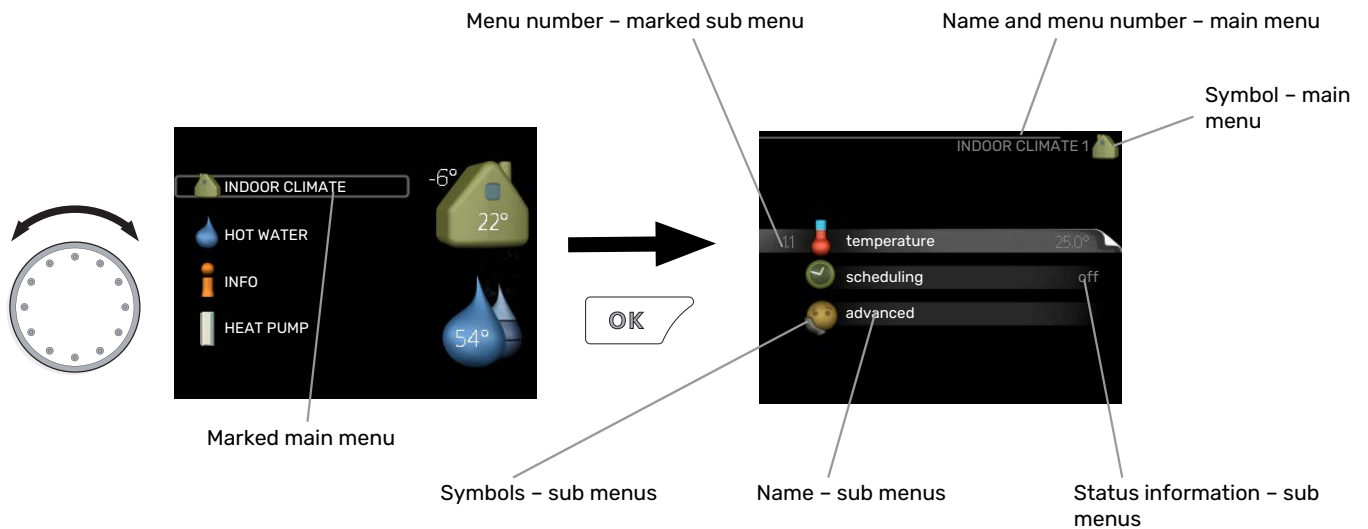 Menu number – marked sub menu
Name and menu number – main menu
Symbol – main
menu
INDOOR CLIMATE
-6°
22°
HOT WATER
INFO
HEAT PUMP
54°
OK
INDOOR CLIMATE 1
1.1
temperature
25.0°
scheduling
off
advanced
Marked main menu
Symbols – sub menus
Name – sub menus
Status information – sub
menus